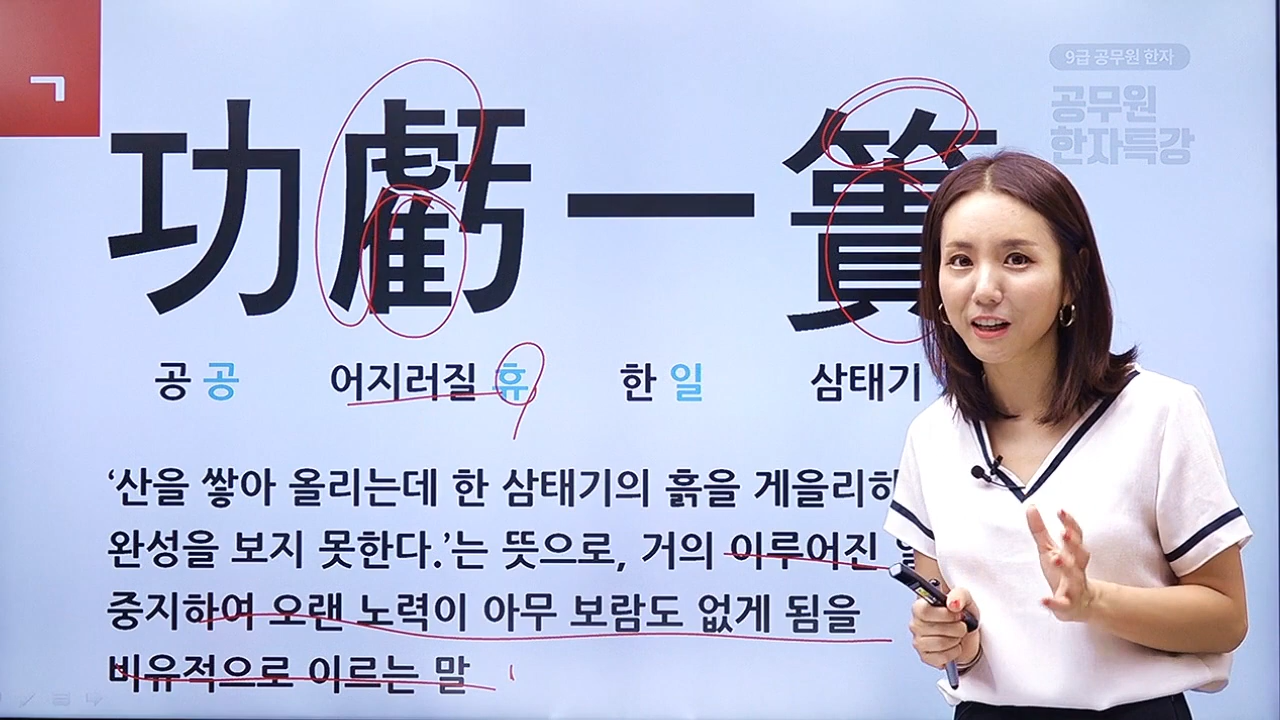 9급 공무원 한자
공무원
한자특강
ㄱ
功虧一簣
공 공 어지러질 휴 한 일 삼태기
‘산을 쌓아 올리는데 한 삼태기의 흙을 게을리하
완성을 보지 못한다.’는 뜻으로, 거의 이루어진
중지하여 오랜 노력이 아무 보람도 없게 됨을
비유적으로 이르는 말